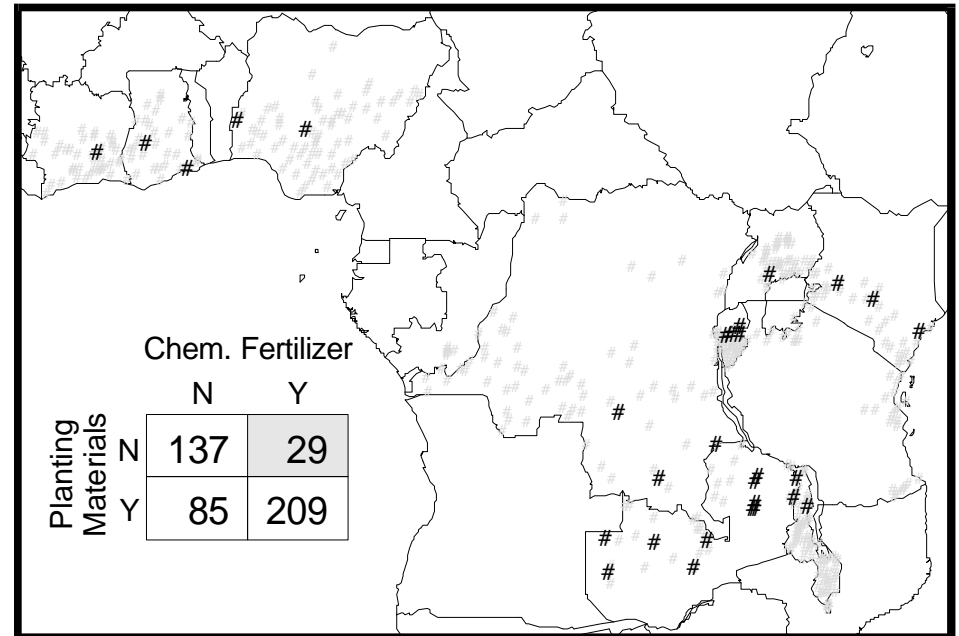 Chem. Fertilizer
N Y
Planting
Materials
N 137 29
Y 85 209